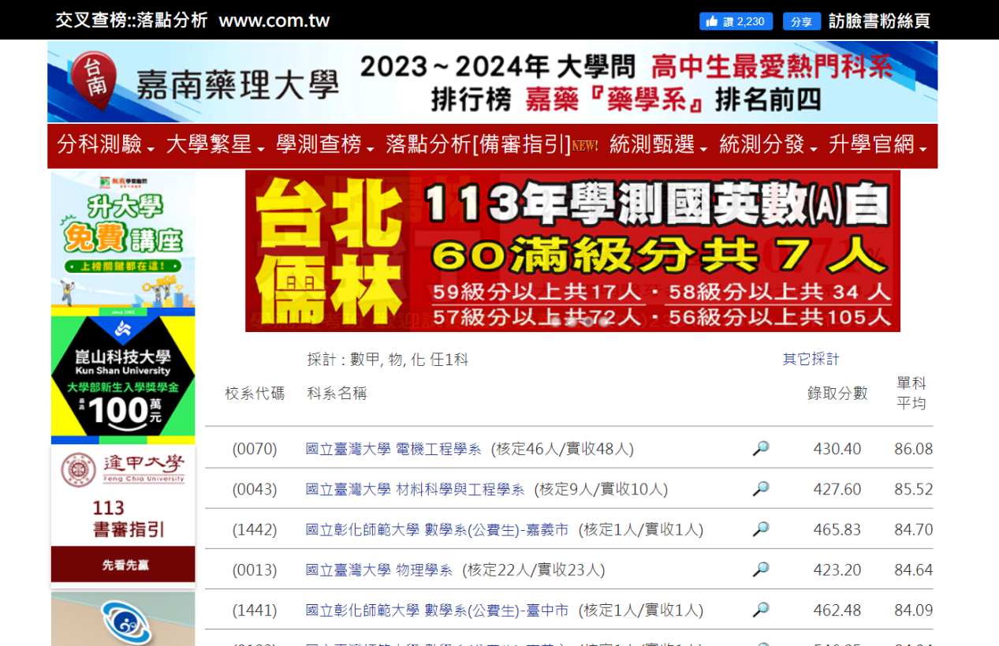 交叉查榜::落點分析 www.com.tw
讚 2,230 分享 訪臉書粉絲頁
台南 嘉南藥理大學
2023～2024年 大學問 高中生最愛熱門科系
排行榜 嘉藥『藥學系』排名前四
分科測驗 大學繁星 學測查榜 落點分析[備審指引]NEW! 統測甄選 統測分發 升學官網
升大學
免費講座
上榜關鍵都在這！
since 1965
崑山科技大學
Kun Shan University
大學部新生入學獎學金
最高100萬元
逢甲大學
Feng Chia University
113
書審指引
先看先贏
台北
儒林
113年學測國英數(A)自
60滿級分共7人
59級分以上共17人．58級分以上共 34 人
57級分以上共72人．56級分以上共105人
採計 : 數甲, 物, 化 任1科 其它採計
校系代碼 科系名稱 錄取分數 單科平均
(0070) 國立臺灣大學 電機工程學系 (核定46人/實收48人) 430.40 86.08
(0043) 國立臺灣大學 材料科學與工程學系 (核定9人/實收10人) 427.60 85.52
(1442) 國立彰化師範大學 數學系(公費生)-嘉義市 (核定1人/實收1人) 465.83 84.70
(0013) 國立臺灣大學 物理學系 (核定22人/實收23人) 423.20 84.64
(1441) 國立彰化師範大學 數學系(公費生)-臺中市 (核定1人/實收1人) 462.48 84.09